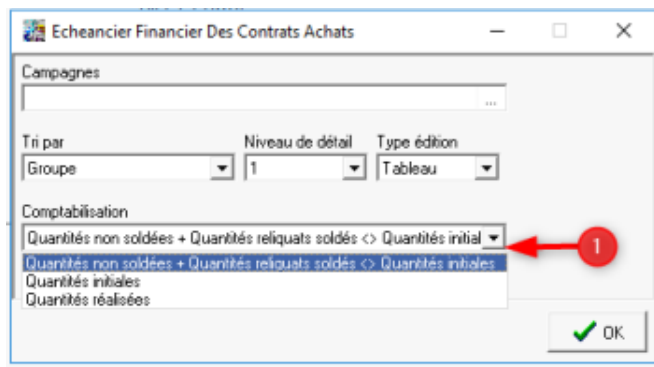 Echeancier Financier Des Contrats Achats
Campagnes
...
Tri par Niveau de détail Type édition
Groupe 1 Tableau
Comptabilisation
Quantités non soldées + Quantités reliquats soldés <> Quantités initial
1
Quantités non soldées + Quantités reliquats soldés <> Quantités initiales
Quantités initiales
Quantités réalisées
OK